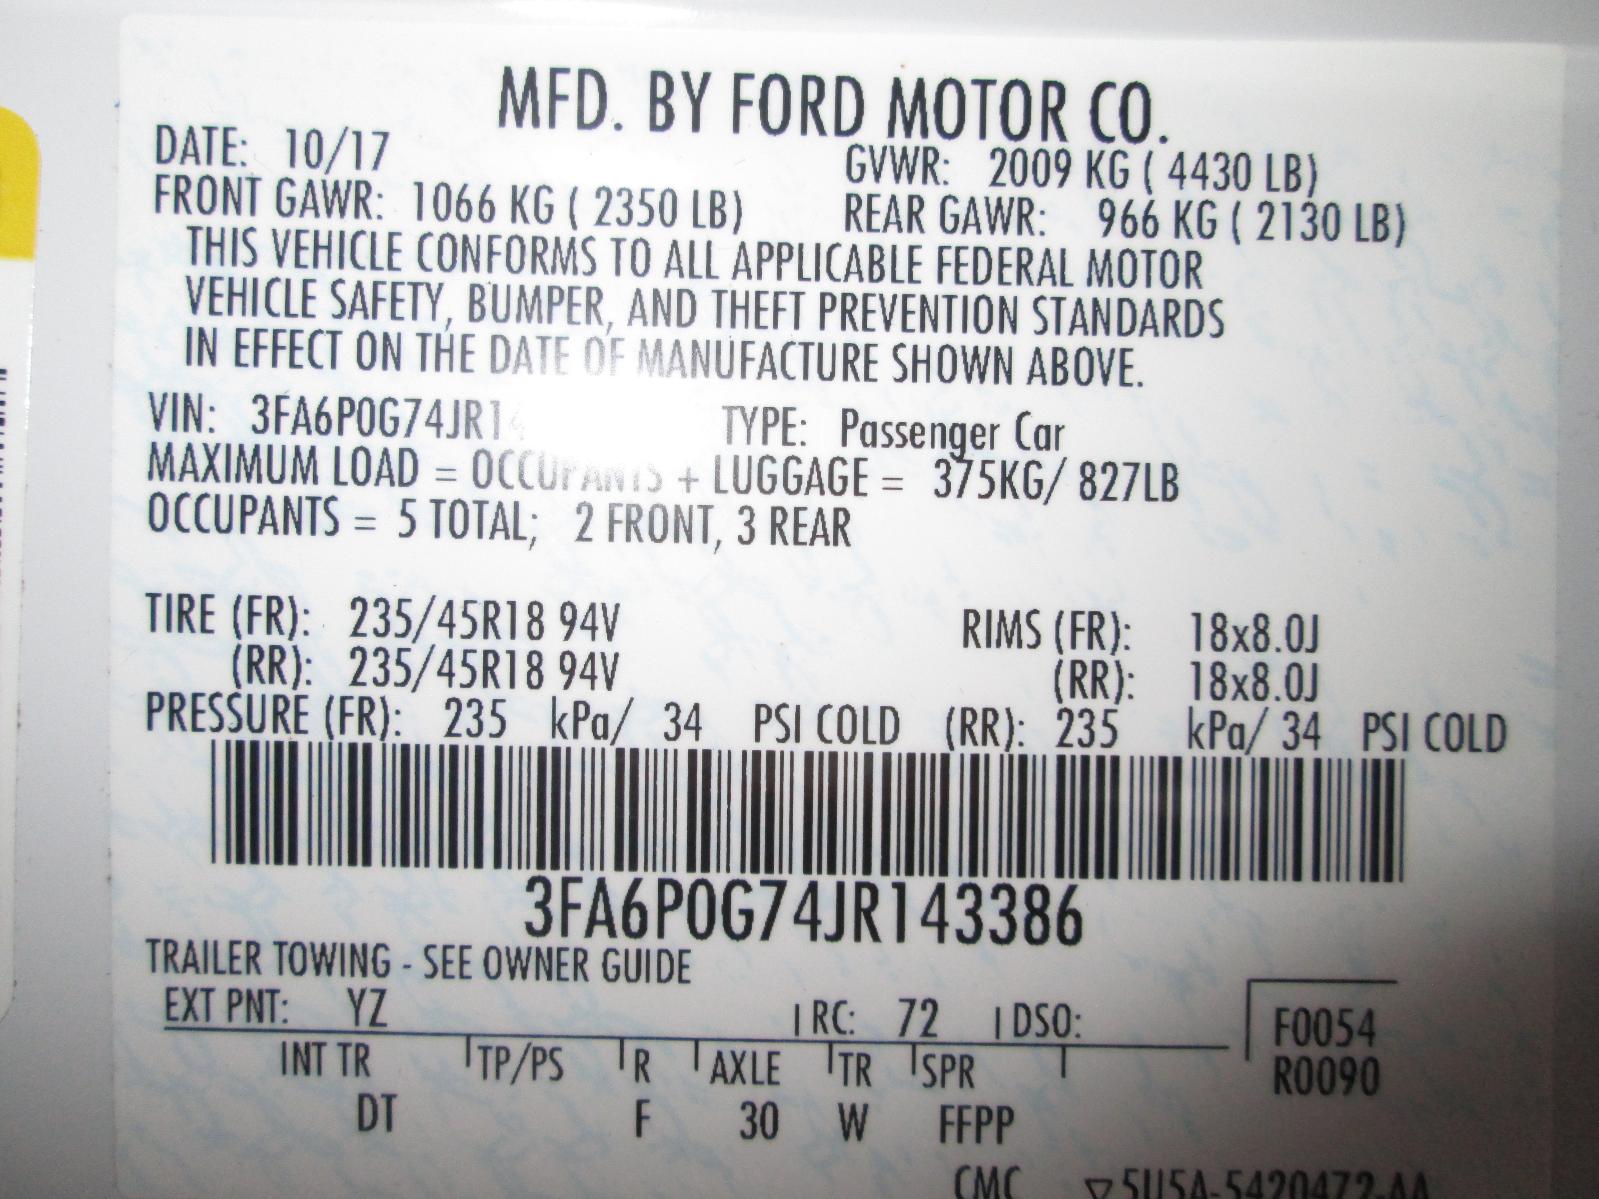 MFD. BY FORD MOTOR CO.
DATE: 10/17 GVWR: 2009 KG ( 4430 LB)
FRONT GAWR: 1066 KG ( 2350 LB) REAR GAWR: 966 KG ( 2130 LB)
THIS VEHICLE CONFORMS TO ALL APPLICABLE FEDERAL MOTOR
VEHICLE SAFETY, BUMPER, AND THEFT PREVENTION STANDARDS
IN EFFECT ON THE DATE OF MANUFACTURE SHOWN ABOVE.
VIN: 3FA6P0G74JR14 TYPE: Passenger Car
MAXIMUM LOAD = OCCUPANTS + LUGGAGE = 375KG/ 827LB
OCCUPANTS = 5 TOTAL; 2 FRONT, 3 REAR
TIRE (FR): 235/45R18 94V RIMS (FR): 18x8.0J
(RR): 235/45R18 94V (RR): 18x8.0J
PRESSURE (FR): 235 kPa/ 34 PSI COLD (RR): 235 kPa/ 34 PSI COLD
3FA6P0G74JR143386
TRAILER TOWING - SEE OWNER GUIDE
EXT PNT: YZ RC: 72 DSO: F0054
INT TR TP/PS R AXLE TR SPR R0090
DT F 30 W FFPP
CMC ▽5U5A-5420472-AA